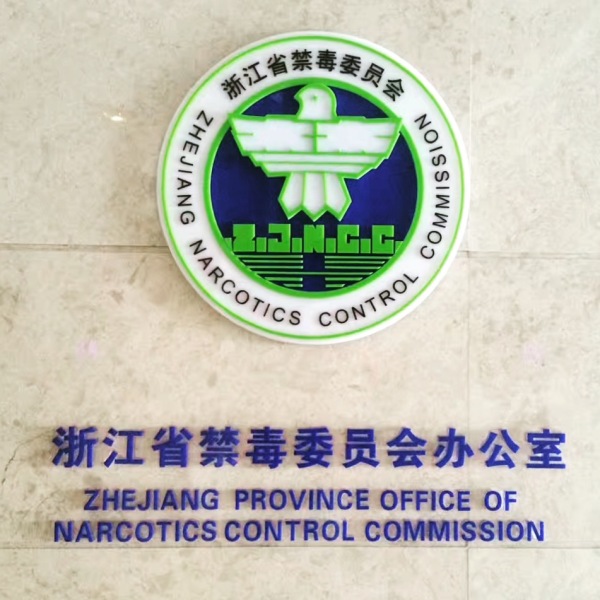 浙江省禁毒委员会
ZHEJIANG NARCOTICS CONTROL COMMISSION
Z.J.N.C.C.
浙江省禁毒委员会办公室
ZHEJIANG PROVINCE OFFICE OF
NARCOTICS CONTROL COMMISSION